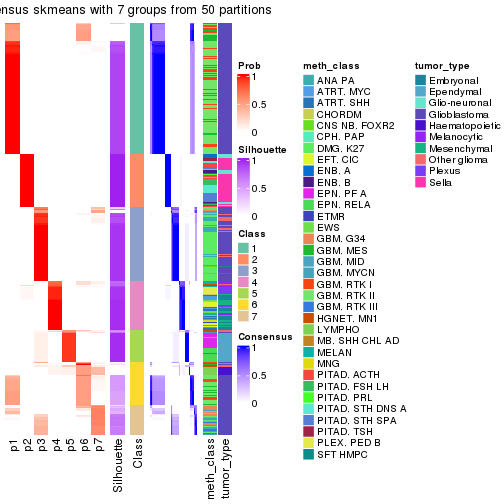 ensus skmeans with 7 groups from 50 partitions
Prob
1
0.5
0
Silhouette
1
0.5
0
Class
1
2
3
4
5
6
7
Consensus
1
0.5
0
meth_class
ANA PA
ATRT. MYC
ATRT. SHH
CHORDM
CNS NB. FOXR2
CPH. PAP
DMG. K27
EFT. CIC
ENB. A
ENB. B
EPN. PF A
EPN. RELA
ETMR
EWS
GBM. G34
GBM. MES
GBM. MID
GBM. MYCN
GBM. RTK I
GBM. RTK II
GBM. RTK III
HGNET. MN1
LYMPHO
MB. SHH CHL AD
MELAN
MNG
PITAD. ACTH
PITAD. FSH LH
PITAD. PRL
PITAD. STH DNS A
PITAD. STH SPA
PITAD. TSH
PLEX. PED B
SFT HMPC
tumor_type
Embryonal
Ependymal
Glio-neuronal
Glioblastoma
Haematopoietic
Melanocytic
Mesenchymal
Other glioma
Plexus
Sella
p1
p2
p3
p4
p5
p6
p7
Silhouette
Class
meth_class
tumor_type